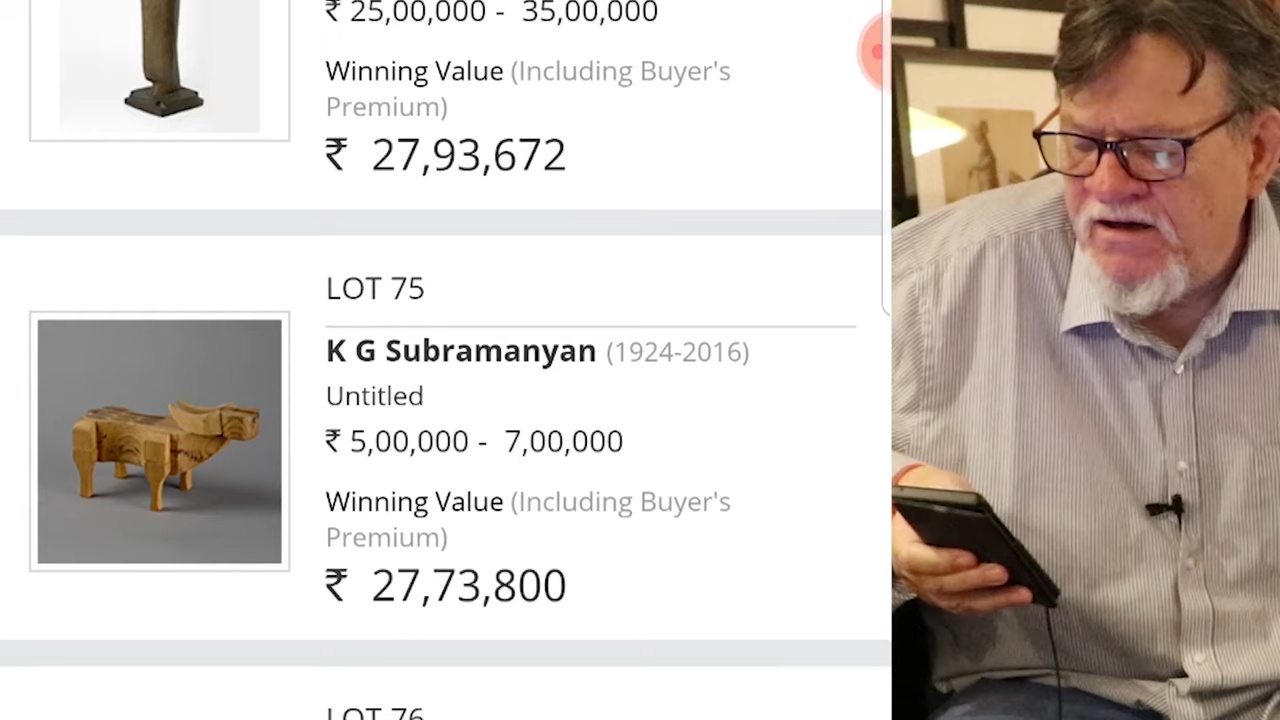 ₹ 25,00,000 -  35,00,000
Winning Value (Including Buyer's
Premium)
₹  27,93,672
LOT 75
K G Subramanyan (1924-2016)
Untitled
₹ 5,00,000 -  7,00,000
Winning Value (Including Buyer's
Premium)
₹  27,73,800
LOT 76